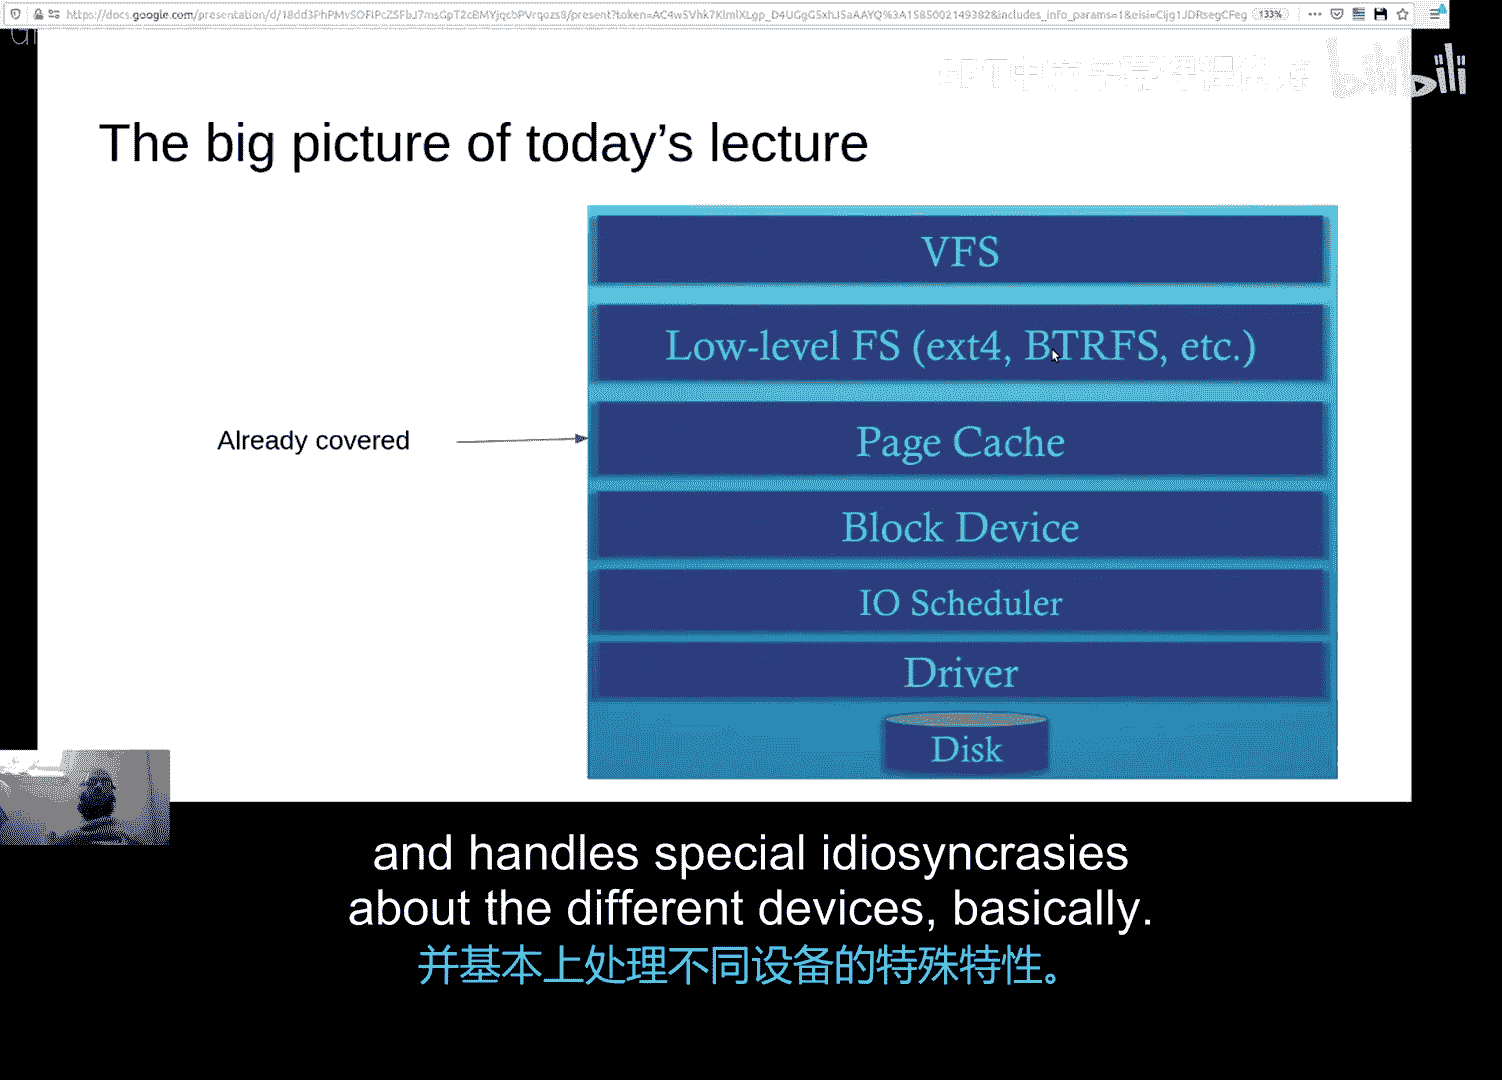 133%
The big picture of today's lecture
VFS
Low-level FS (ext4, BTRFS, etc.)
Already covered
Page Cache
Block Device
IO Scheduler
Driver
Disk
and handles special idiosyncrasies
about the different devices, basically.
并基本上处理不同设备的特殊特性。
bilibili